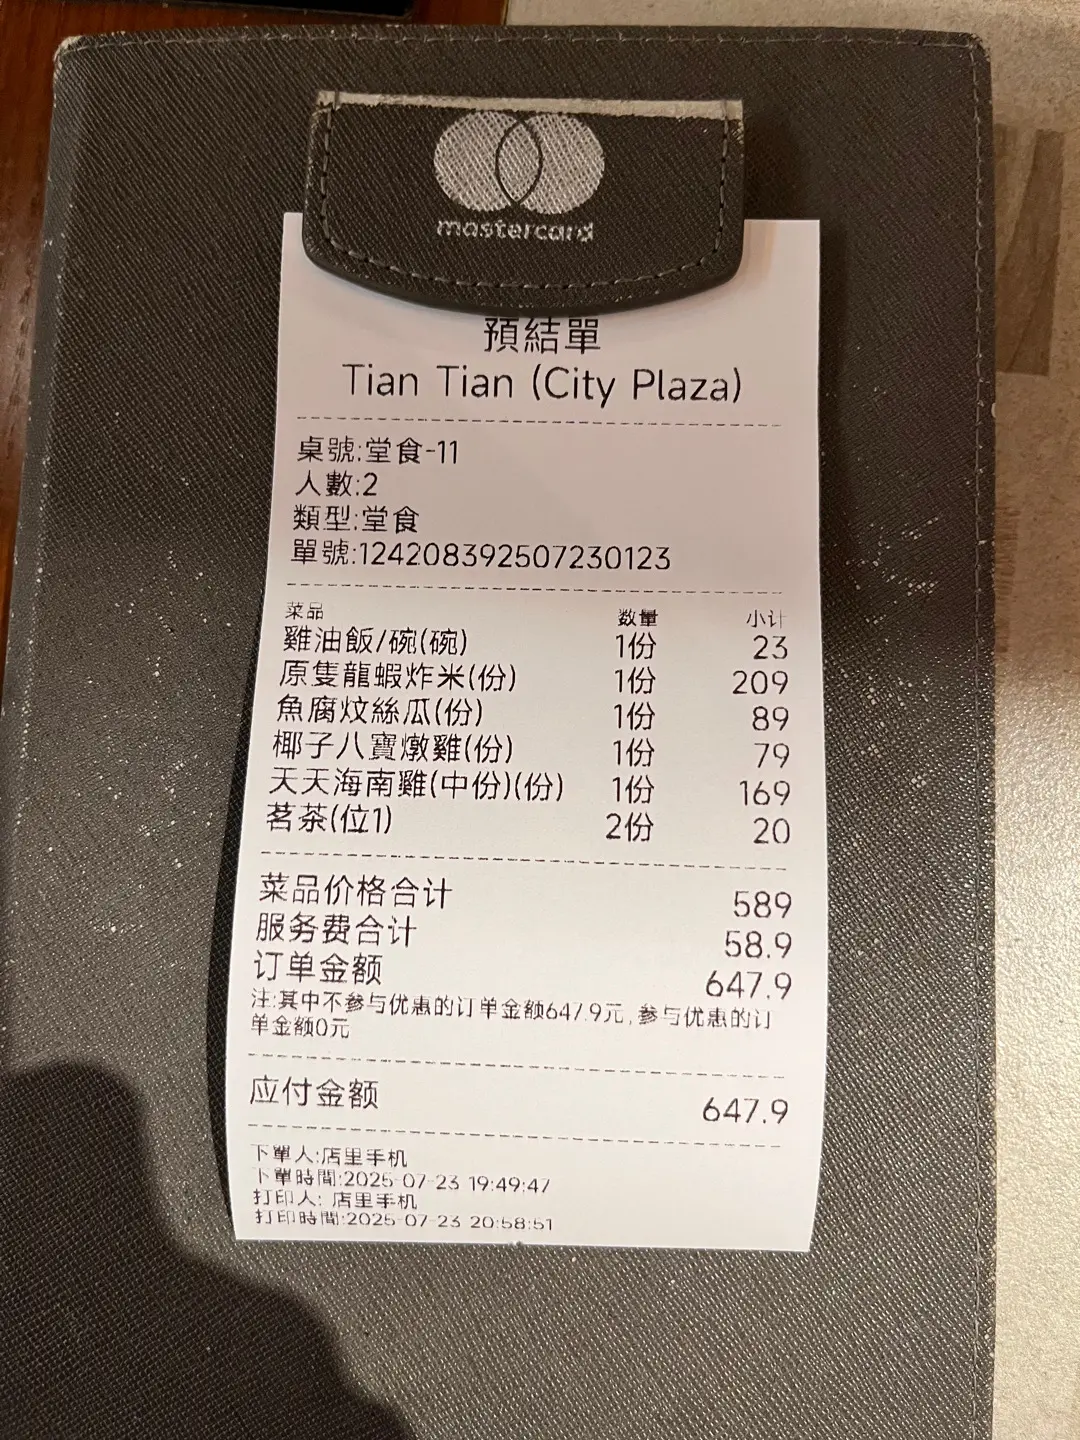 mastercard
預結單
Tian Tian (City Plaza)
桌號:堂食-11
人數:2
類型:堂食
單號:1242083925072​30123
菜品 数量 小计
雞油飯/碗(碗) 1份 23
原隻龍蝦炸米(份) 1份 209
魚腐炆絲瓜(份) 1份 89
椰子八寶燉雞(份) 1份 79
天天海南雞(中份)(份) 1份 169
茗茶(位1) 2份 20
菜品价格合计 589
服务费合计 58.9
订单金额 647.9
注:其中不参与优惠的订单金额647.9元,参与优惠的订
单金额0元
应付金额 647.9
下單人:店里手机
下單時間:2025-07-23 19:49:47
打印人: 店里手机
打印時間:2025-07-23 20:58:51